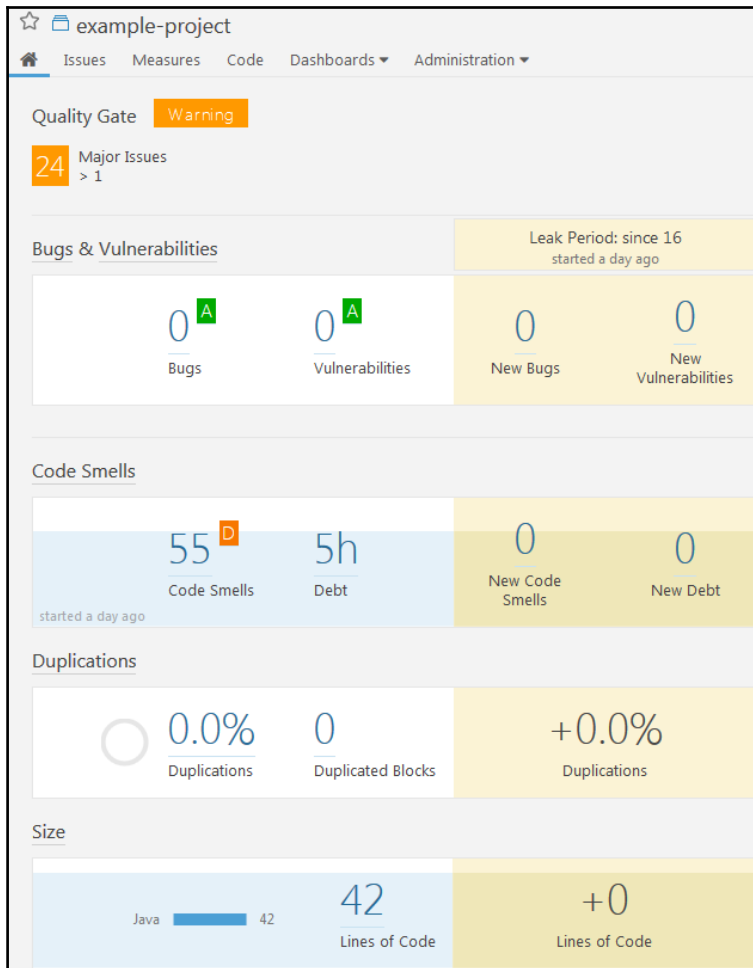 example-project
Issues Measures Code Dashboards Administration
Quality Gate Warning
24 Major Issues
> 1
Leak Period: since 16
started a day ago
Bugs & Vulnerabilities
0 A
Bugs
0 A
Vulnerabilities
0
New Bugs
0
New
Vulnerabilities
Code Smells
55 D
Code Smells
5h
Debt
started a day ago
0
New Code
Smells
0
New Debt
Duplications
0.0%
Duplications
0
Duplicated Blocks
+0.0%
Duplications
Size
Java 42
42
Lines of Code
+0
Lines of Code